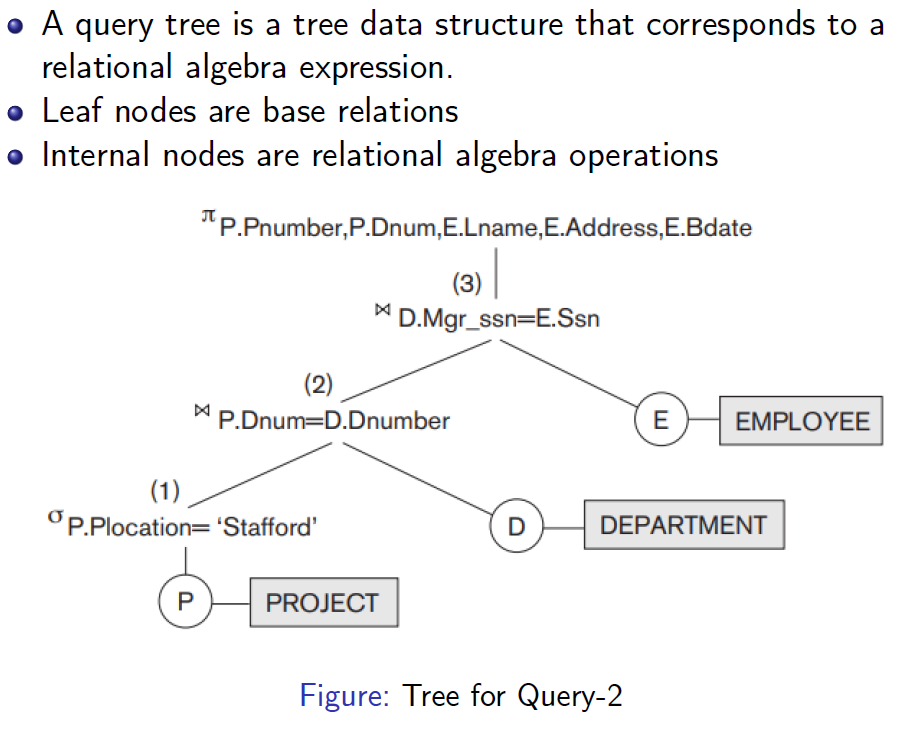 A query tree is a tree data structure that corresponds to a
relational algebra expression.
Leaf nodes are base relations
Internal nodes are relational algebra operations
π P.Pnumber,P.Dnum,E.Lname,E.Address,E.Bdate
(3)
⋈ D.Mgr_ssn=E.Ssn
(2)
⋈ P.Dnum=D.Dnumber
E EMPLOYEE
(1)
σ P.Plocation= ‘Stafford’
D DEPARTMENT
P PROJECT
Figure: Tree for Query-2